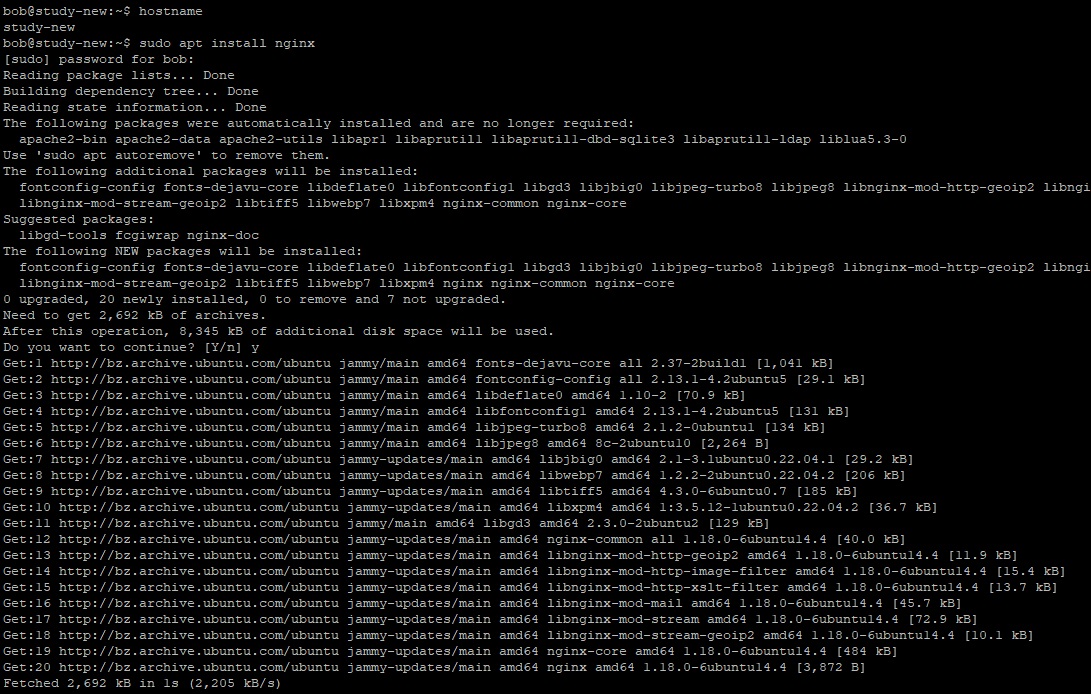 bob@study-new:~$ hostname
study-new
bob@study-new:~$ sudo apt install nginx
[sudo] password for bob:
Reading package lists... Done
Building dependency tree... Done
Reading state information... Done
The following packages were automatically installed and are no longer required:
  apache2-bin apache2-data apache2-utils libapr1 libaprutil1 libaprutil1-dbd-sqlite3 libaprutil1-ldap liblua5.3-0
Use 'sudo apt autoremove' to remove them.
The following additional packages will be installed:
  fontconfig-config fonts-dejavu-core libdeflate0 libfontconfig1 libgd3 libjbig0 libjpeg-turbo8 libjpeg8 libnginx-mod-http-geoip2 libngi
  libnginx-mod-stream-geoip2 libtiff5 libwebp7 libxpm4 nginx-common nginx-core
Suggested packages:
  libgd-tools fcgiwrap nginx-doc
The following NEW packages will be installed:
  fontconfig-config fonts-dejavu-core libdeflate0 libfontconfig1 libgd3 libjbig0 libjpeg-turbo8 libjpeg8 libnginx-mod-http-geoip2 libngi
  libnginx-mod-stream-geoip2 libtiff5 libwebp7 libxpm4 nginx nginx-common nginx-core
0 upgraded, 20 newly installed, 0 to remove and 7 not upgraded.
Need to get 2,692 kB of archives.
After this operation, 8,345 kB of additional disk space will be used.
Do you want to continue? [Y/n] y
Get:1 http://bz.archive.ubuntu.com/ubuntu jammy/main amd64 fonts-dejavu-core all 2.37-2build1 [1,041 kB]
Get:2 http://bz.archive.ubuntu.com/ubuntu jammy/main amd64 fontconfig-config all 2.13.1-4.2ubuntu5 [29.1 kB]
Get:3 http://bz.archive.ubuntu.com/ubuntu jammy/main amd64 libdeflate0 amd64 1.10-2 [70.9 kB]
Get:4 http://bz.archive.ubuntu.com/ubuntu jammy/main amd64 libfontconfig1 amd64 2.13.1-4.2ubuntu5 [131 kB]
Get:5 http://bz.archive.ubuntu.com/ubuntu jammy/main amd64 libjpeg-turbo8 amd64 2.1.2-0ubuntu1 [134 kB]
Get:6 http://bz.archive.ubuntu.com/ubuntu jammy/main amd64 libjpeg8 amd64 8c-2ubuntu10 [2,264 B]
Get:7 http://bz.archive.ubuntu.com/ubuntu jammy-updates/main amd64 libjbig0 amd64 2.1-3.1ubuntu0.22.04.1 [29.2 kB]
Get:8 http://bz.archive.ubuntu.com/ubuntu jammy-updates/main amd64 libwebp7 amd64 1.2.2-2ubuntu0.22.04.2 [206 kB]
Get:9 http://bz.archive.ubuntu.com/ubuntu jammy-updates/main amd64 libtiff5 amd64 4.3.0-6ubuntu0.7 [185 kB]
Get:10 http://bz.archive.ubuntu.com/ubuntu jammy-updates/main amd64 libxpm4 amd64 1:3.5.12-1ubuntu0.22.04.2 [36.7 kB]
Get:11 http://bz.archive.ubuntu.com/ubuntu jammy/main amd64 libgd3 amd64 2.3.0-2ubuntu2 [129 kB]
Get:12 http://bz.archive.ubuntu.com/ubuntu jammy-updates/main amd64 nginx-common all 1.18.0-6ubuntu14.4 [40.0 kB]
Get:13 http://bz.archive.ubuntu.com/ubuntu jammy-updates/main amd64 libnginx-mod-http-geoip2 amd64 1.18.0-6ubuntu14.4 [11.9 kB]
Get:14 http://bz.archive.ubuntu.com/ubuntu jammy-updates/main amd64 libnginx-mod-http-image-filter amd64 1.18.0-6ubuntu14.4 [15.4 kB]
Get:15 http://bz.archive.ubuntu.com/ubuntu jammy-updates/main amd64 libnginx-mod-http-xslt-filter amd64 1.18.0-6ubuntu14.4 [13.7 kB]
Get:16 http://bz.archive.ubuntu.com/ubuntu jammy-updates/main amd64 libnginx-mod-mail amd64 1.18.0-6ubuntu14.4 [45.7 kB]
Get:17 http://bz.archive.ubuntu.com/ubuntu jammy-updates/main amd64 libnginx-mod-stream amd64 1.18.0-6ubuntu14.4 [72.9 kB]
Get:18 http://bz.archive.ubuntu.com/ubuntu jammy-updates/main amd64 libnginx-mod-stream-geoip2 amd64 1.18.0-6ubuntu14.4 [10.1 kB]
Get:19 http://bz.archive.ubuntu.com/ubuntu jammy-updates/main amd64 nginx-core amd64 1.18.0-6ubuntu14.4 [484 kB]
Get:20 http://bz.archive.ubuntu.com/ubuntu jammy-updates/main amd64 nginx amd64 1.18.0-6ubuntu14.4 [3,872 B]
Fetched 2,692 kB in 1s (2,205 kB/s)